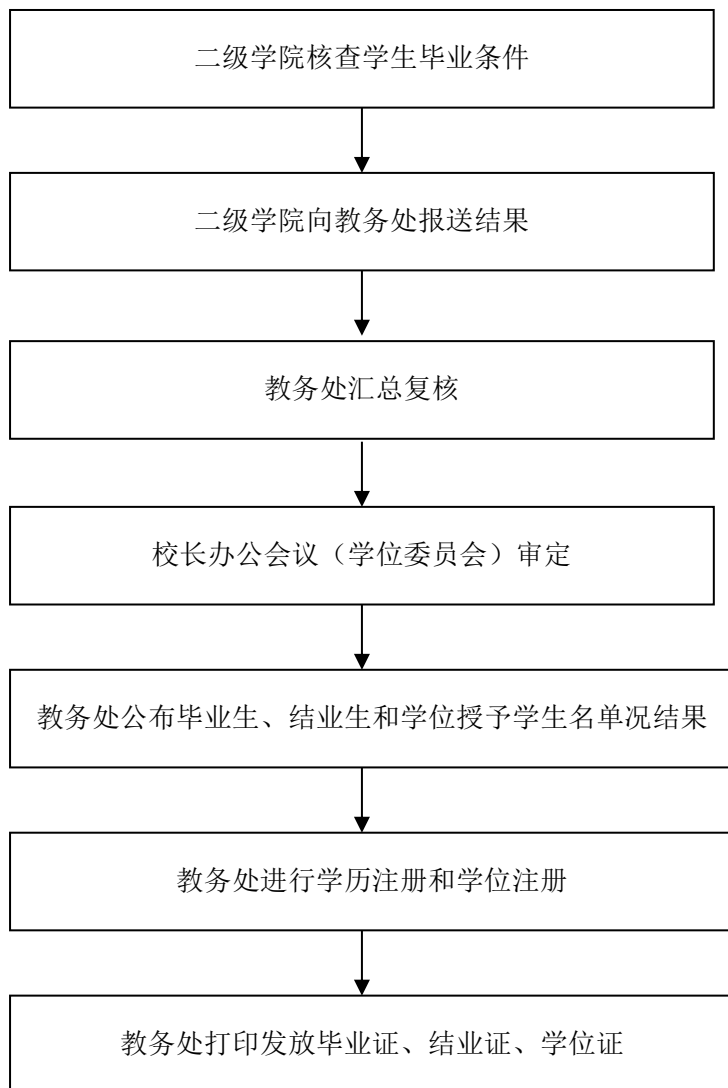 二级学院核查学生毕业条件
二级学院向教务处报送结果
教务处汇总复核
校长办公会议（学位委员会）审定
教务处公布毕业生、结业生和学位授予学生名单况结果
教务处进行学历注册和学位注册
教务处打印发放毕业证、结业证、学位证